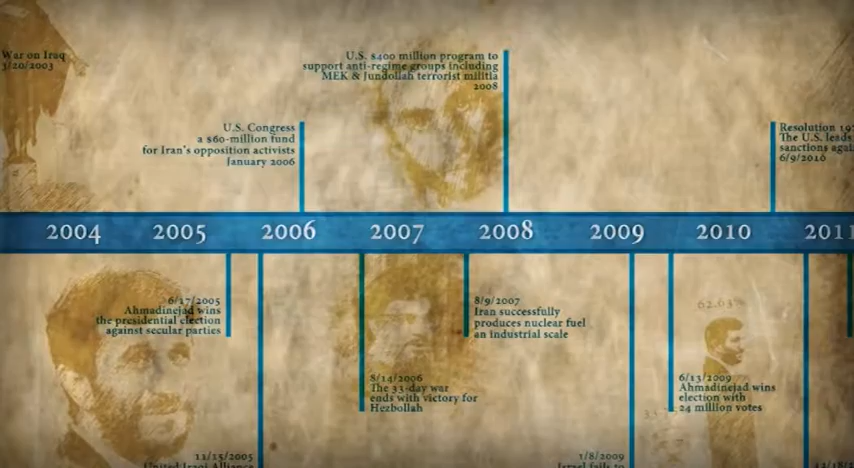 War on Iraq
3/20/2003
U.S. $400 million program to
support anti-regime groups including
MEK & Jundollah terrorist militia
2008
U.S. Congress
a $60-million fund
for Iran's opposition activists
January 2006
Resolution
The U.S. leads
sanctions
6/9/2010
2004 2005 2006 2007 2008 2009 2010 2011
6/17/2005
Ahmadinejad wins
the presidential election
against secular parties
8/9/2007
Iran successfully
produces nuclear fuel
an industrial scale
62.63%
8/14/2006
The 33-day war
ends with victory for
Hezbollah
6/13/2009
Ahmadinejad wins
election with
24 million votes
11/15/2005
United Iraqi Alliance
1/8/2009
Israel fails to